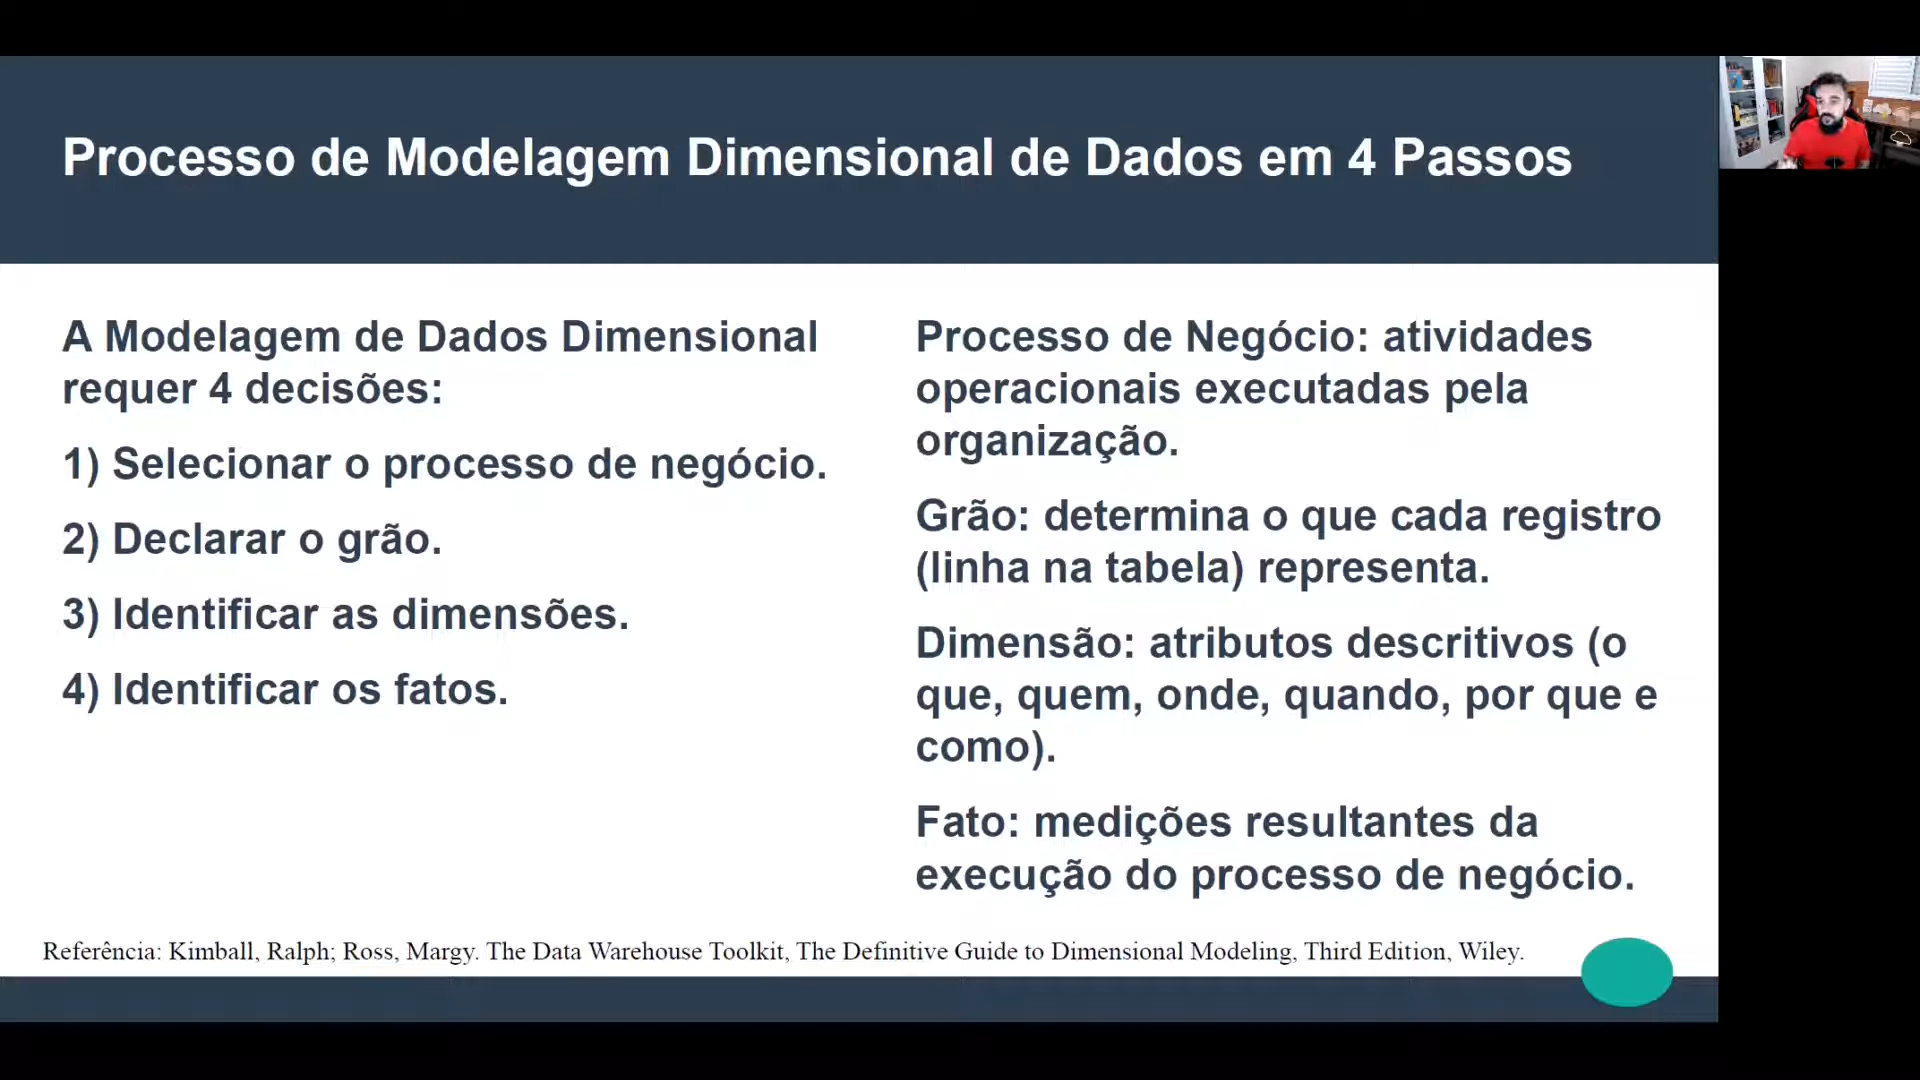 Processo de Modelagem Dimensional de Dados em 4 Passos
A Modelagem de Dados Dimensional
requer 4 decisões:
1) Selecionar o processo de negócio.
2) Declarar o grão.
3) Identificar as dimensões.
4) Identificar os fatos.
Processo de Negócio: atividades
operacionais executadas pela
organização.
Grão: determina o que cada registro
(linha na tabela) representa.
Dimensão: atributos descritivos (o
que, quem, onde, quando, por que e
como).
Fato: medições resultantes da
execução do processo de negócio.
Referência: Kimball, Ralph; Ross, Margy. The Data Warehouse Toolkit, The Definitive Guide to Dimensional Modeling, Third Edition, Wiley.